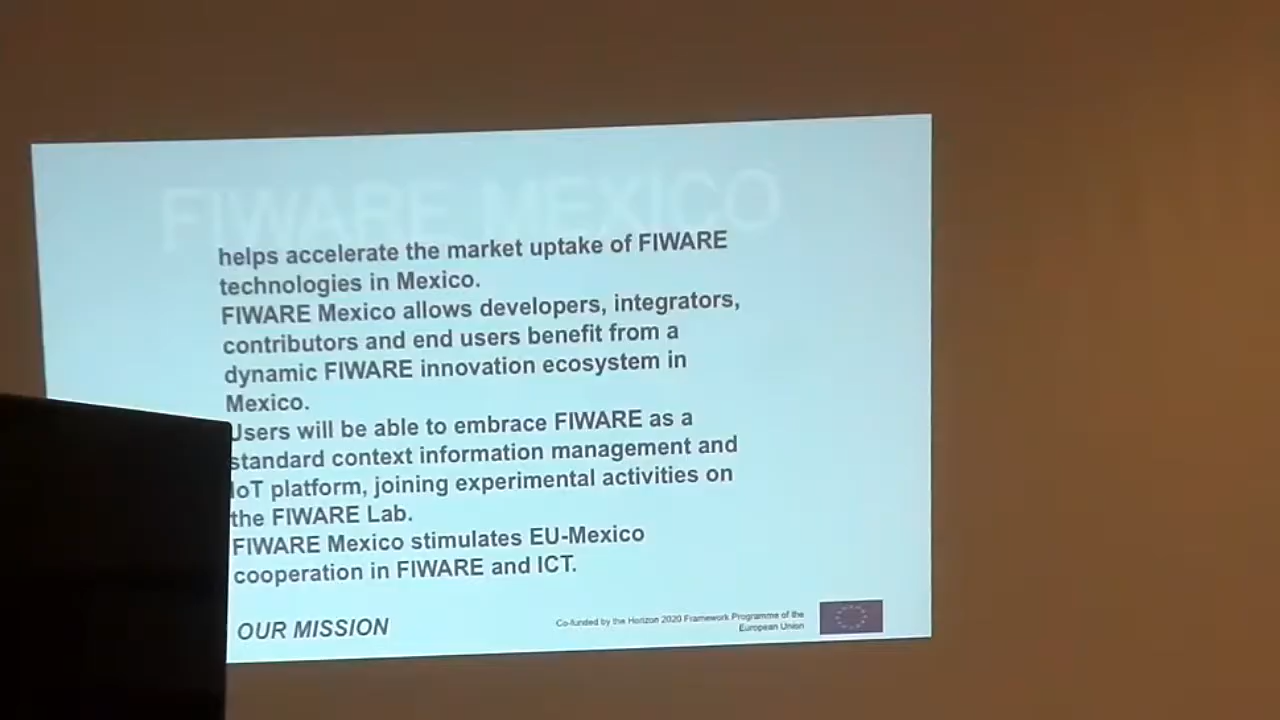 FIWARE MEXICO
helps accelerate the market uptake of FIWARE
technologies in Mexico.
FIWARE Mexico allows developers, integrators,
contributors and end users benefit from a
dynamic FIWARE innovation ecosystem in
Mexico.
Users will be able to embrace FIWARE as a
standard context information management and
IoT platform, joining experimental activities on
the FIWARE Lab.
FIWARE Mexico stimulates EU-Mexico
cooperation in FIWARE and ICT.
OUR MISSION
Co-funded by the Horizon 2020 Framework Programme of the
European Union